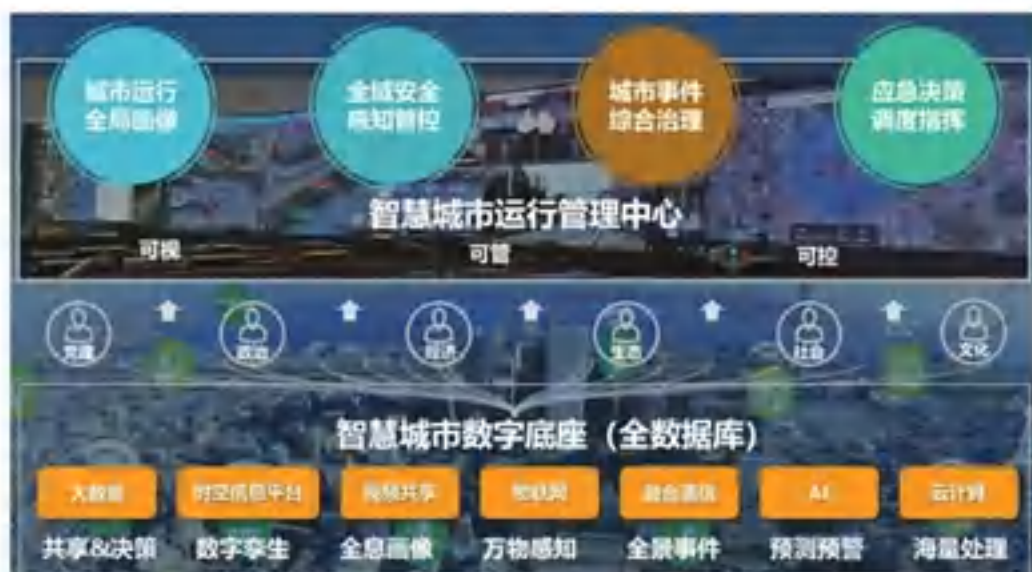 城市运行
全局画像
全域安全
感知管控
城市事件
综合治理
应急决策
调度指挥
智慧城市运行管理中心
可视 可管 可控
党建 政治 经济 生态 社会 文化
智慧城市数字底座（全数据库）
大数据 时空信息平台 视频共享 物联网 融合通信 AI 云计算
共享&决策 数字孪生 全息画像 万物感知 全景事件 预测预警 海量处理